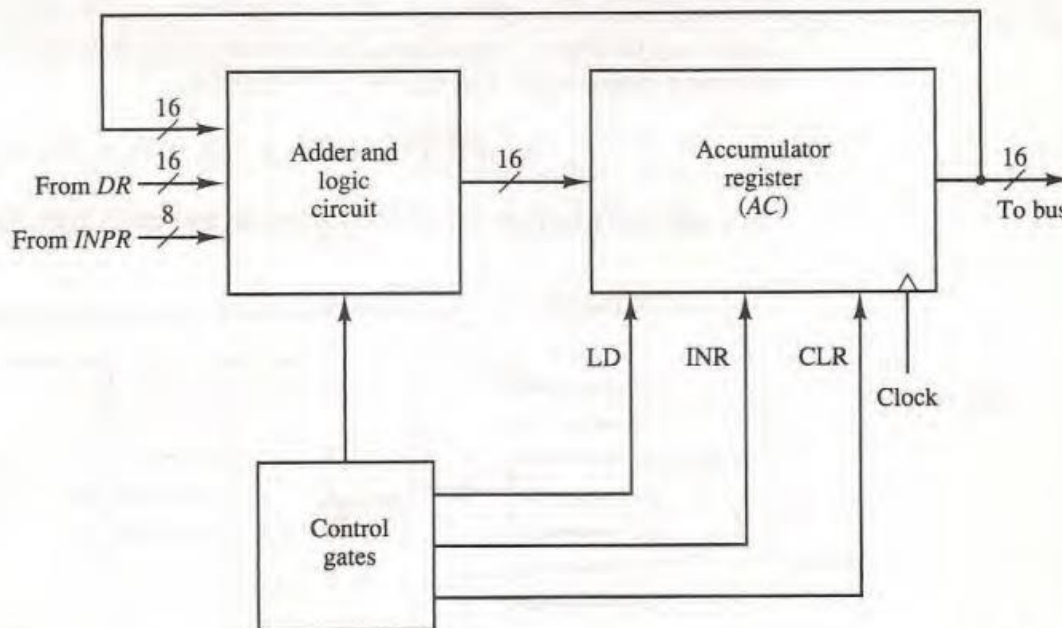 16
16
From DR
8
From INPR
Adder and
logic
circuit
16
Accumulator
register
(AC)
16
To bus
LD
INR
CLR
Clock
Control
gates